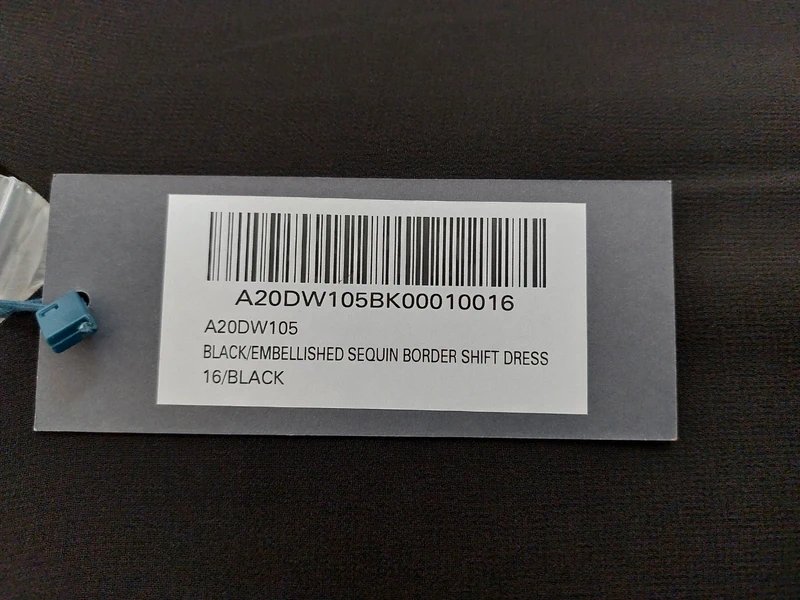 A20DW105BK00010016
A20DW105
BLACK/EMBELLISHED SEQUIN BORDER SHIFT DRESS
16/BLACK